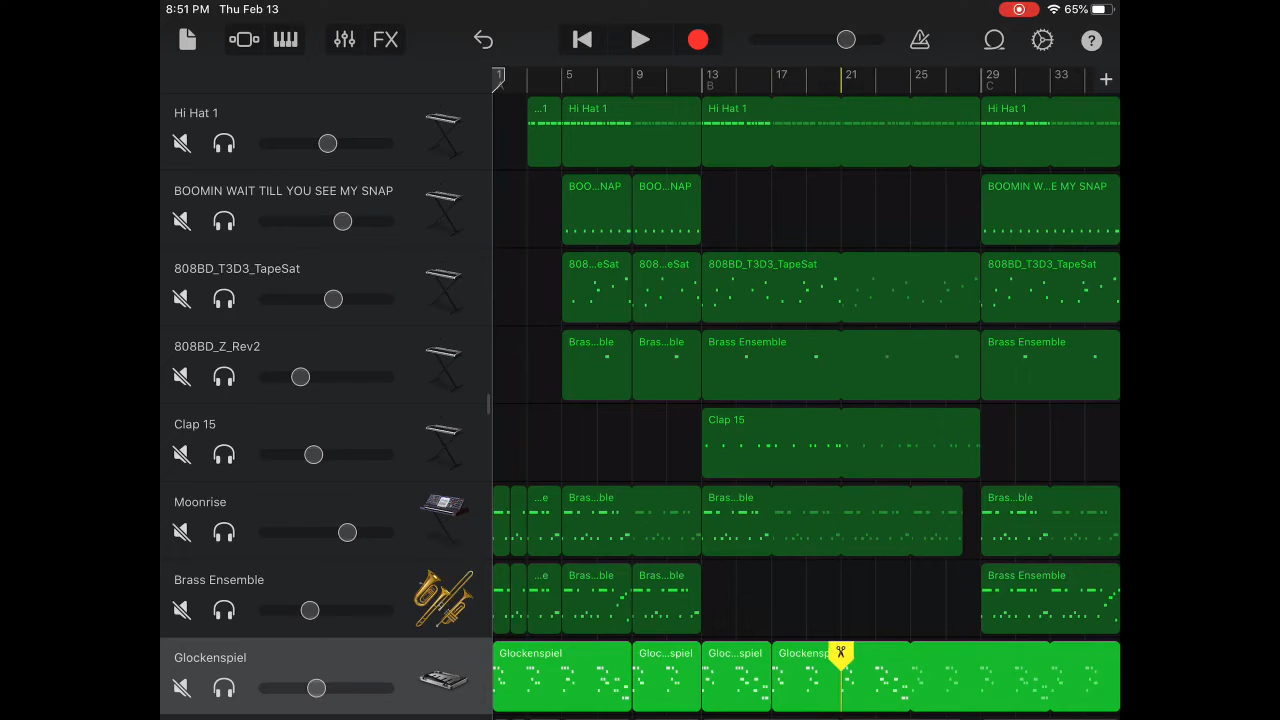 8:51 PM Thu Feb 13 65%
FX ?
1 5 9 13 17 21 25 29 33 +
A B C
Hi Hat 1 ...1 Hi Hat 1 Hi Hat 1 Hi Hat 1
BOOMIN WAIT TILL YOU SEE MY SNAP BOO...NAP BOO...NAP BOOMIN W...E MY SNAP
808BD_T3D3_TapeSat 808...eSat 808...eSat 808BD_T3D3_TapeSat 808BD_T3D3_TapeSat
808BD_Z_Rev2 Bras...ble Bras...ble Brass Ensemble Brass Ensemble
Clap 15 Clap 15
Moonrise ...e Bras...ble Bras...ble Bras...ble
Brass Ensemble ...e Bras...ble Bras...ble Brass Ensemble
Glockenspiel Glockenspiel Gloc...spiel Gloc...spiel Glockensp